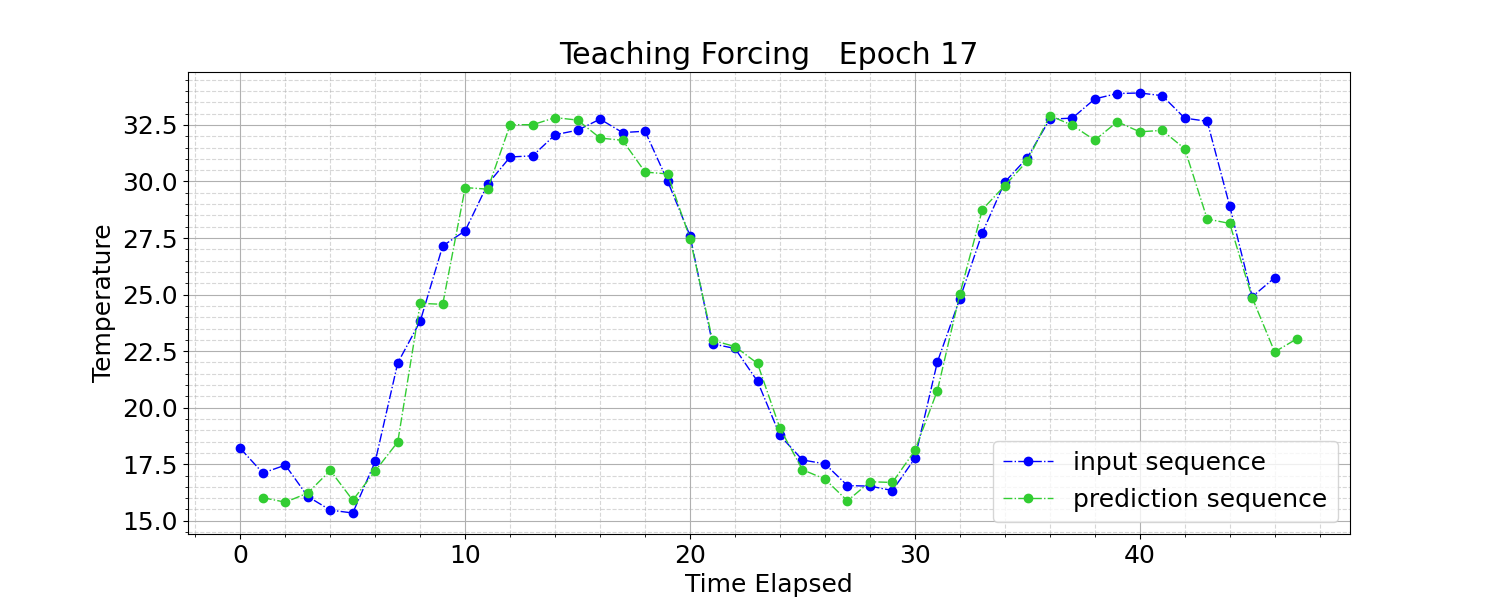 Teaching Forcing   Epoch 17
Temperature
32.5
30.0
27.5
25.0
22.5
20.0
17.5
15.0
input sequence
prediction sequence
0 10 20 30 40
Time Elapsed